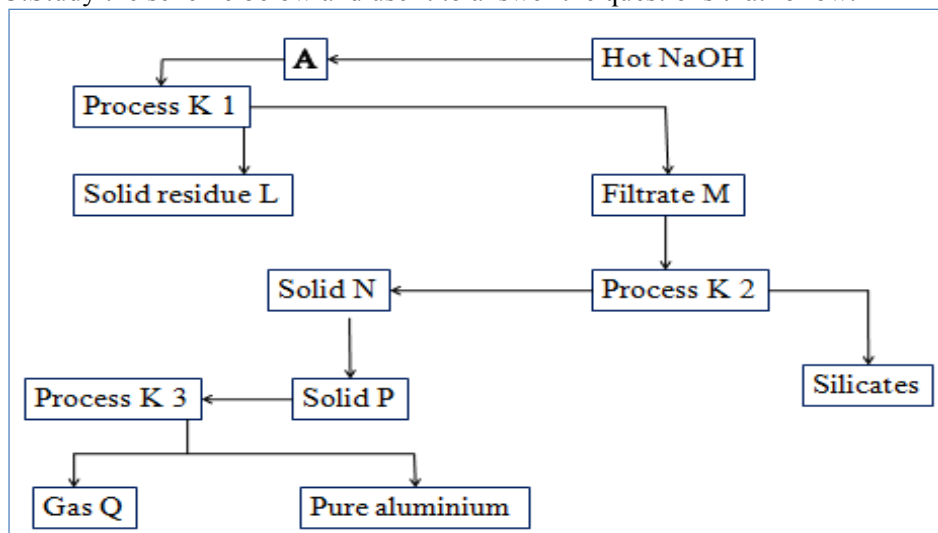 A
Hot NaOH
Process K 1
Solid residue L
Filtrate M
Solid N
Process K 2
Process K 3
Solid P
Silicates
Gas Q
Pure aluminium